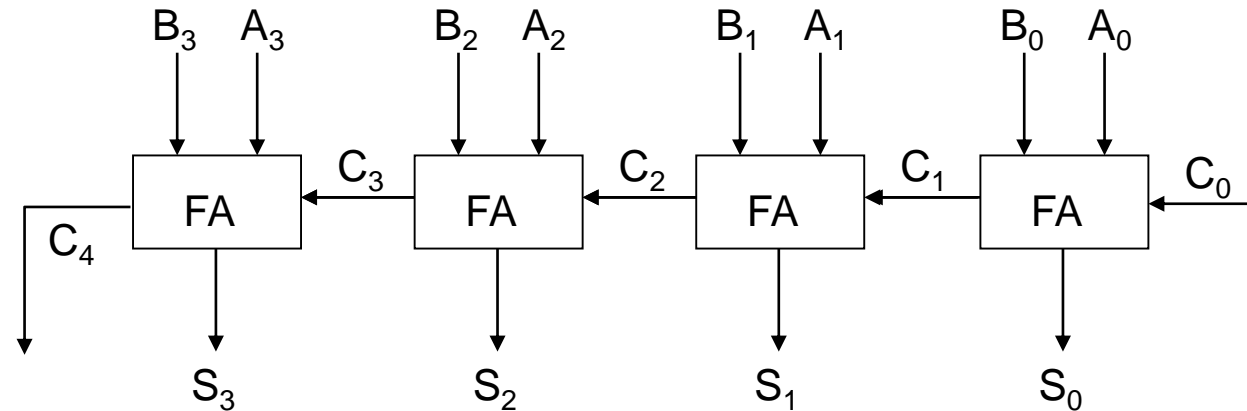 B₃ A₃ B₂ A₂ B₁ A₁ B₀ A₀
C₃ C₂ C₁ C₀
FA FA FA FA
C₄
S₃ S₂ S₁ S₀